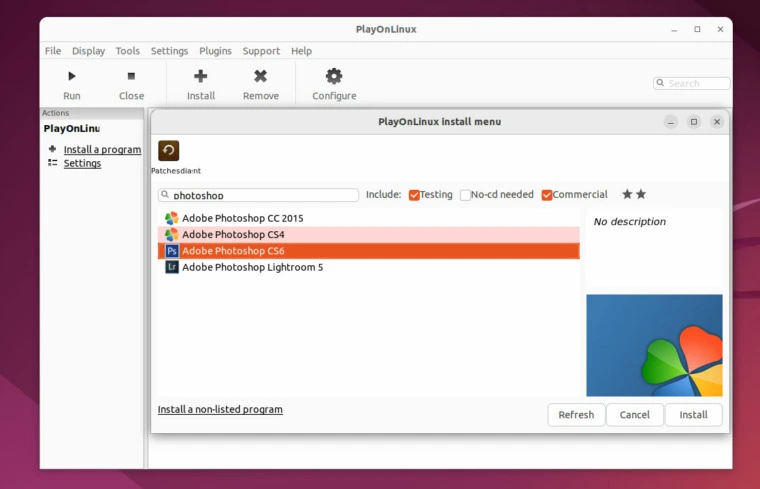 PlayOnLinux
File Display Tools Settings Plugins Support Help
Run Close Install Remove Configure
Search
Actions
PlayOnLinu
Install a program
Settings
PlayOnLinux install menu
photoshop
Include: Testing No-cd needed Commercial
Adobe Photoshop CC 2015
Adobe Photoshop CS4
Ps Adobe Photoshop CS6
Lr Adobe Photoshop Lightroom 5
No description
Install a non-listed program
Refresh Cancel Install